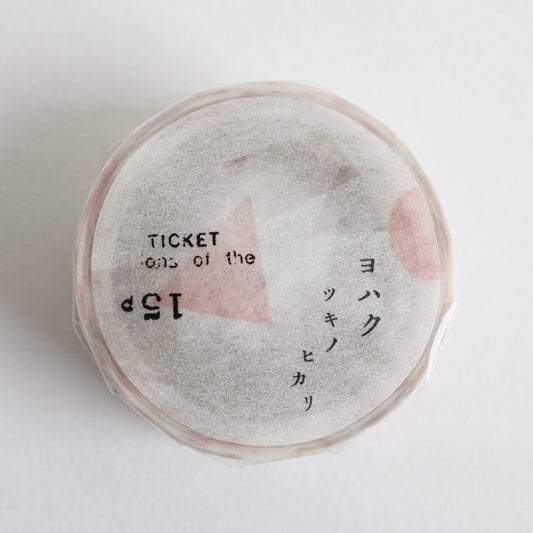 TICKET
ons of the
15P
ヨハク
ツキノ
ヒカリ